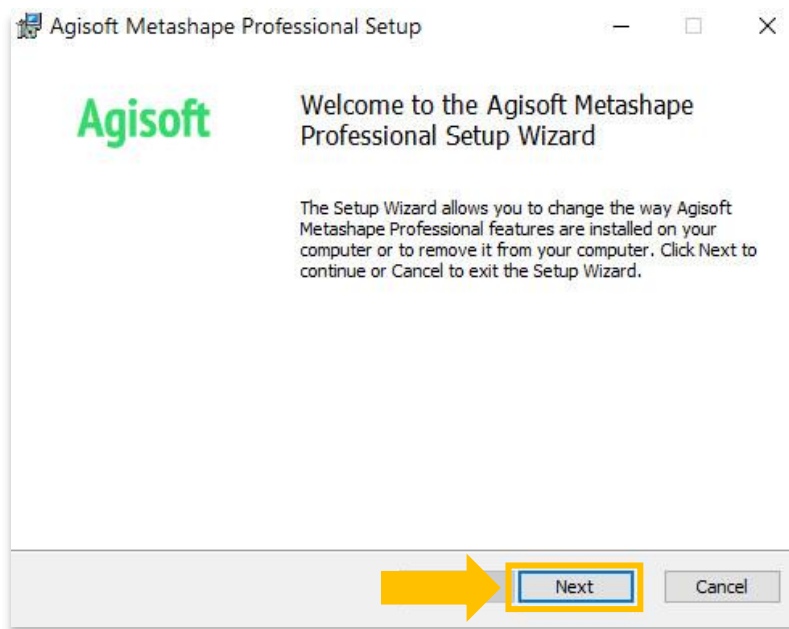 Agisoft Metashape Professional Setup
Agisoft
Welcome to the Agisoft Metashape
Professional Setup Wizard
The Setup Wizard allows you to change the way Agisoft
Metashape Professional features are installed on your
computer or to remove it from your computer. Click Next to
continue or Cancel to exit the Setup Wizard.
Next
Cancel